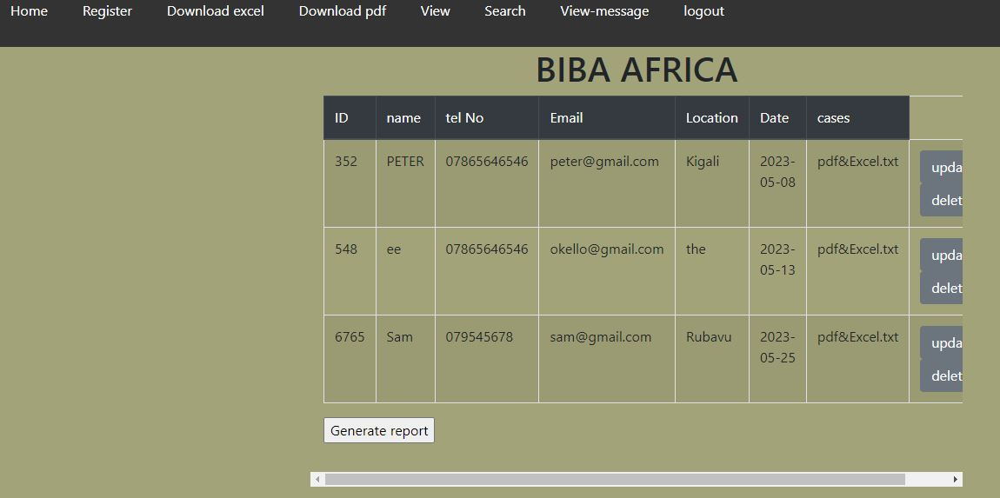 Home Register Download excel Download pdf View Search View-message logout
BIBA AFRICA
ID name tel No Email Location Date cases
352 PETER 07865646546 peter@gmail.com Kigali 2023- pdf&Excel.txt upda
05-08
delet
548 ee 07865646546 okello@gmail.com the 2023- pdf&Excel.txt upda
05-13
delet
6765 Sam 079545678 sam@gmail.com Rubavu 2023- pdf&Excel.txt upda
05-25
delet
Generate report